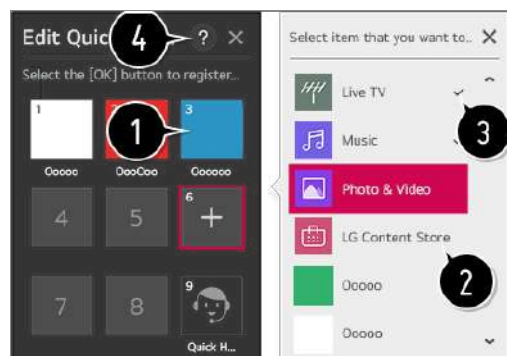 Edit Quic
4
?
Select the [OK] button to register...
1
3
1
Ooooo
OooCoo
Oooooo
4
5
6
7
8
9
Quick H...
Select item that you want to..
Live TV
3
Music
Photo & Video
LG Content Store
2
Ooooo
Ooooo